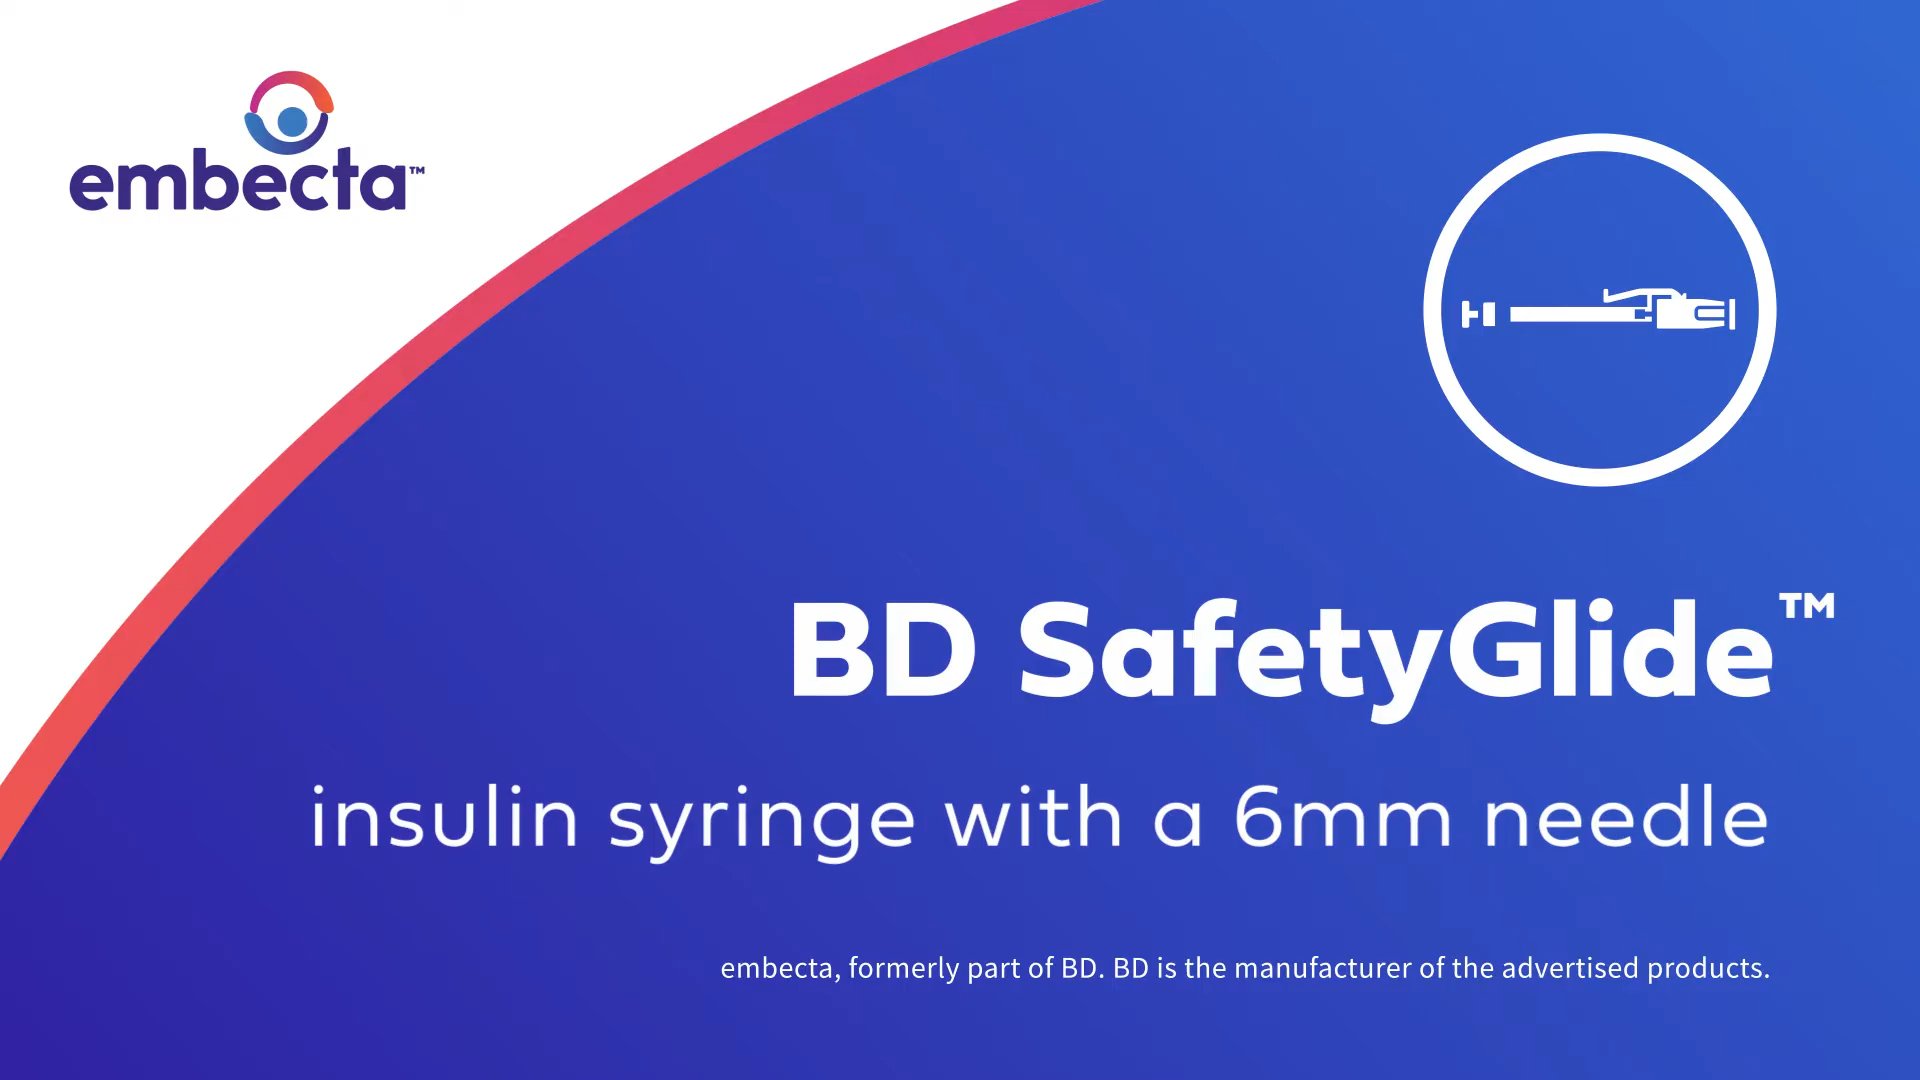 embecta™
BD SafetyGlide™
insulin syringe with a 6mm needle
embecta, formerly part of BD. BD is the manufacturer of the advertised products.